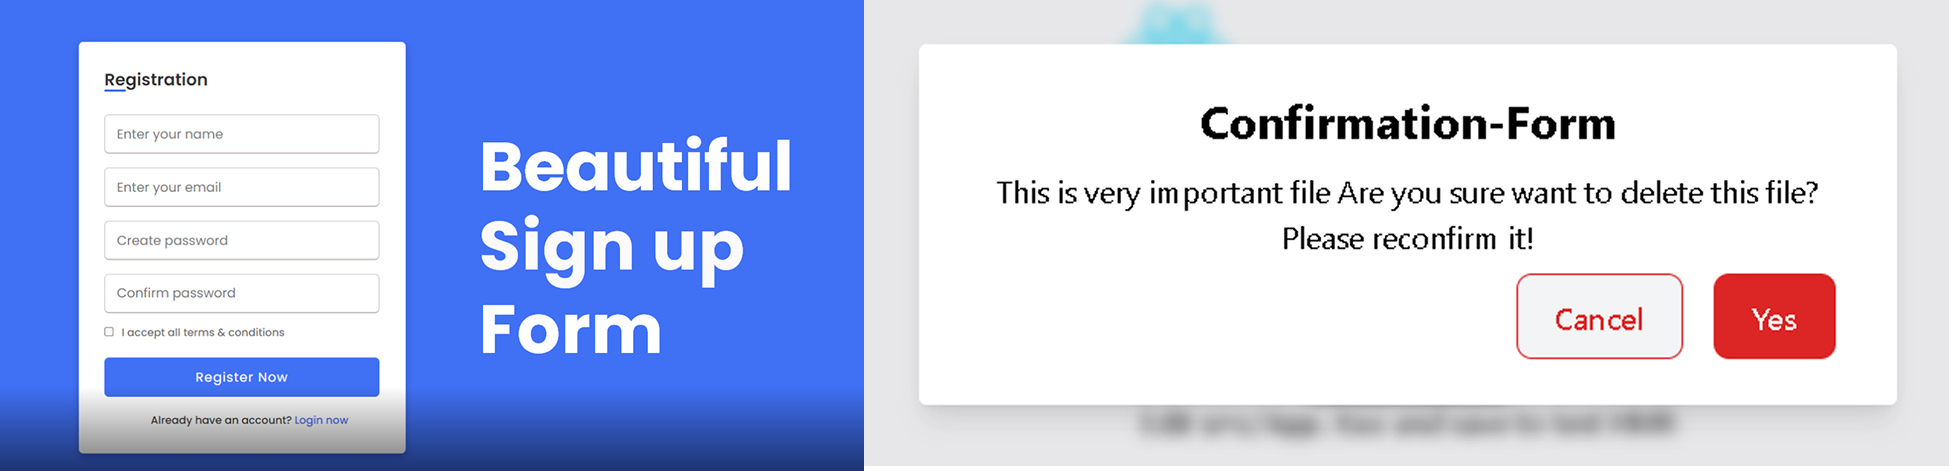 Registration
Enter your name
Enter your email
Create password
Confirm password
I accept all terms & conditions
Register Now
Already have an account? Login now
Beautiful
Sign up
Form
Confirmation-Form
This is very important file Are you sure want to delete this file?
Please reconfirm it!
Cancel
Yes